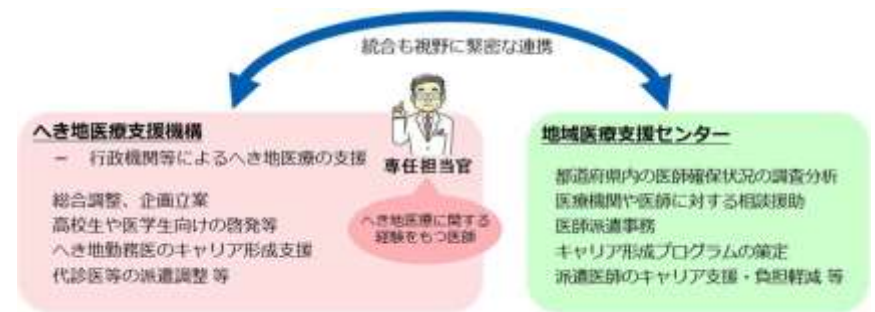 統合も視野に緊密な連携
へき地医療支援機構
－ 行政機関等によるへき地医療の支援
総合調整、企画立案
高校生や医学生向けの啓発等
へき地勤務医のキャリア形成支援
代診医等の派遣調整 等
専任担当官
へき地医療に関する
経験をもつ医師
地域医療支援センター
都道府県内の医師確保状況の調査分析
医療機関や医師に対する相談援助
医師派遣事務
キャリア形成プログラムの策定
派遣医師のキャリア支援・負担軽減 等